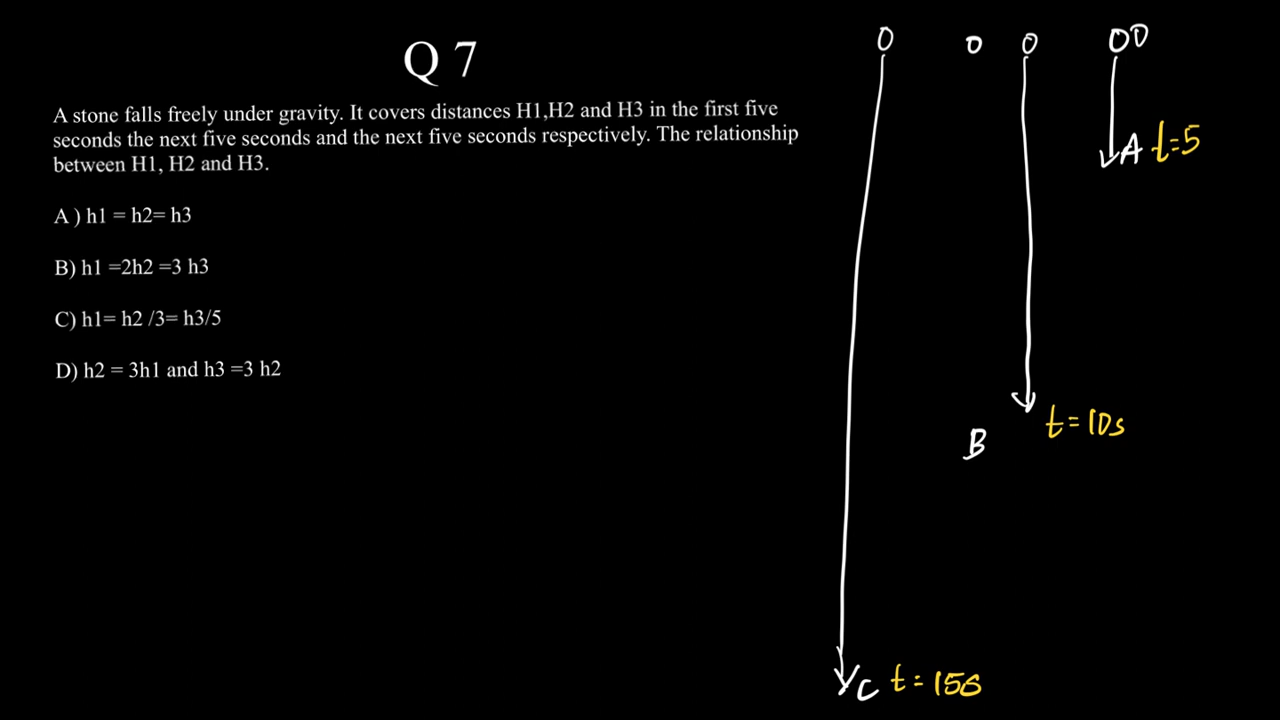 Q 7
A stone falls freely under gravity. It covers distances H1,H2 and H3 in the first five
seconds the next five seconds and the next five seconds respectively. The relationship
between H1, H2 and H3.
A ) h1 = h2= h3
B) h1 =2h2 =3 h3
C) h1= h2 /3= h3/5
D) h2 = 3h1 and h3 =3 h2
O O O OO
A t=5
t=10s
B
C t=15s